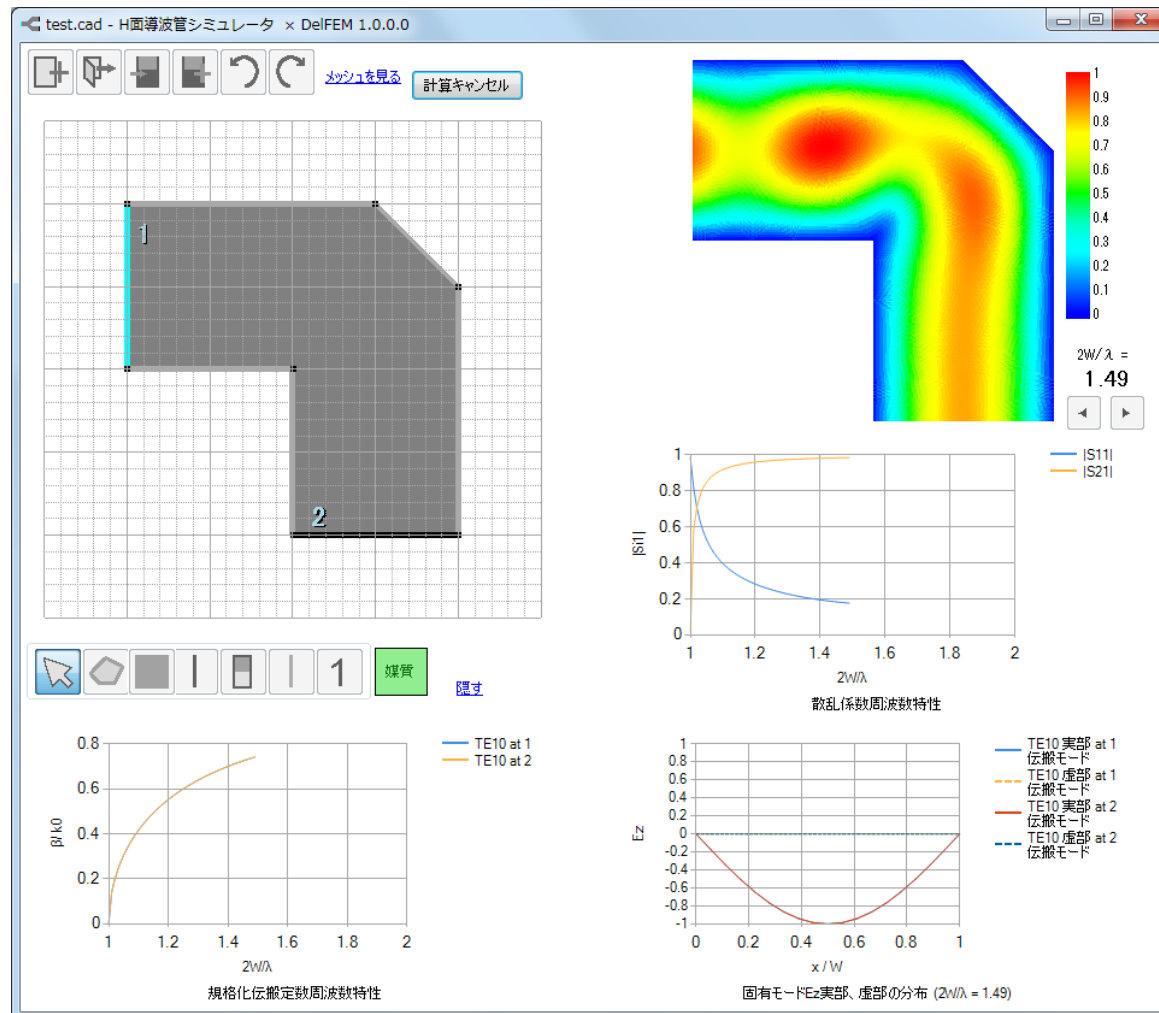 test.cad - H面導波管シミュレータ × DelFEM 1.0.0.0
メッシュを見る
計算キャンセル
1
2
媒質
1
隠す
1
0.9
0.8
0.7
0.6
0.5
0.4
0.3
0.2
0.1
0
2W/λ =
1.49
|Si1|
1
0.8
0.6
0.4
0.2
0
1 1.2 1.4 1.6 1.8 2
2W/λ
散乱係数周波数特性
|S11|
|S21|
β/ k0
0.8
0.6
0.4
0.2
0
1 1.2 1.4 1.6 1.8 2
2W/λ
規格化伝搬定数周波数特性
TE10 at 1
TE10 at 2
Ez
1
0.8
0.6
0.4
0.2
0
-0.2
-0.4
-0.6
-0.8
-1
0 0.2 0.4 0.6 0.8 1
x / W
固有モードEz実部、虚部の分布 (2W/λ = 1.49)
TE10 実部 at 1
伝搬モード
TE10 虚部 at 1
伝搬モード
TE10 実部 at 2
伝搬モード
TE10 虚部 at 2
伝搬モード